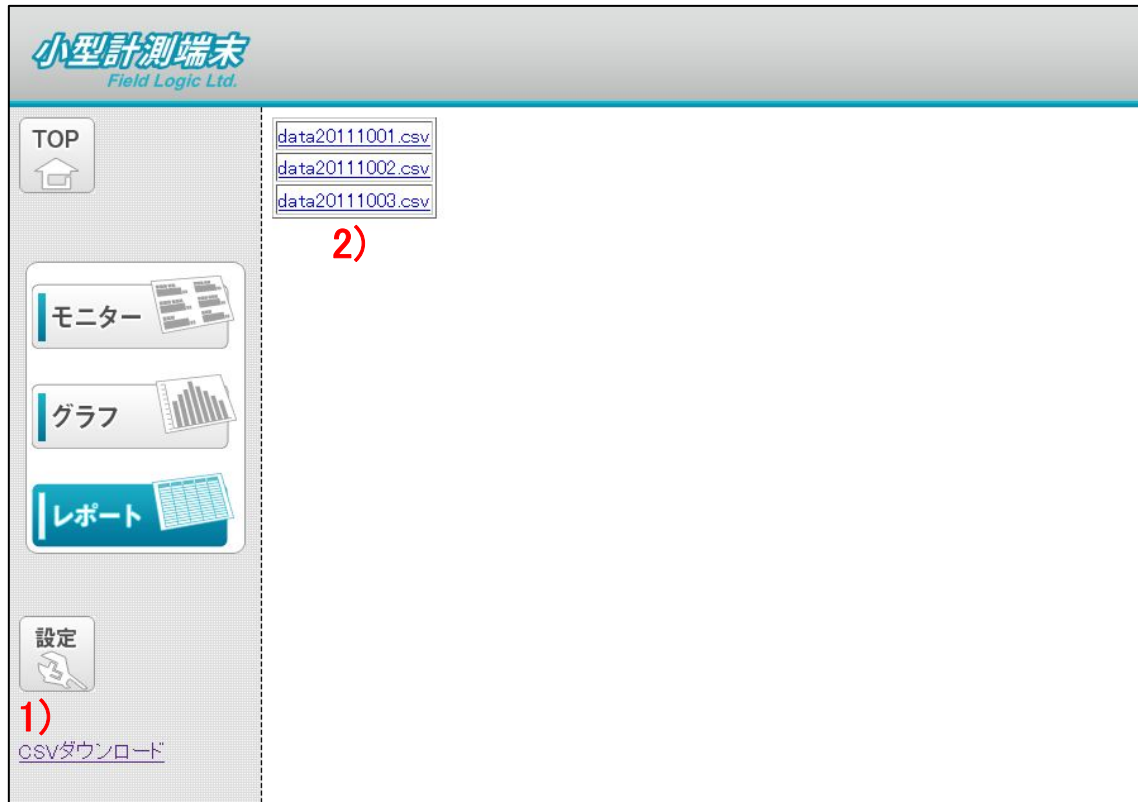 小型計測端末
Field Logic Ltd.
TOP
data20111001.csv
data20111002.csv
data20111003.csv
2)
モニター
グラフ
レポート
設定
1)
CSVダウンロード